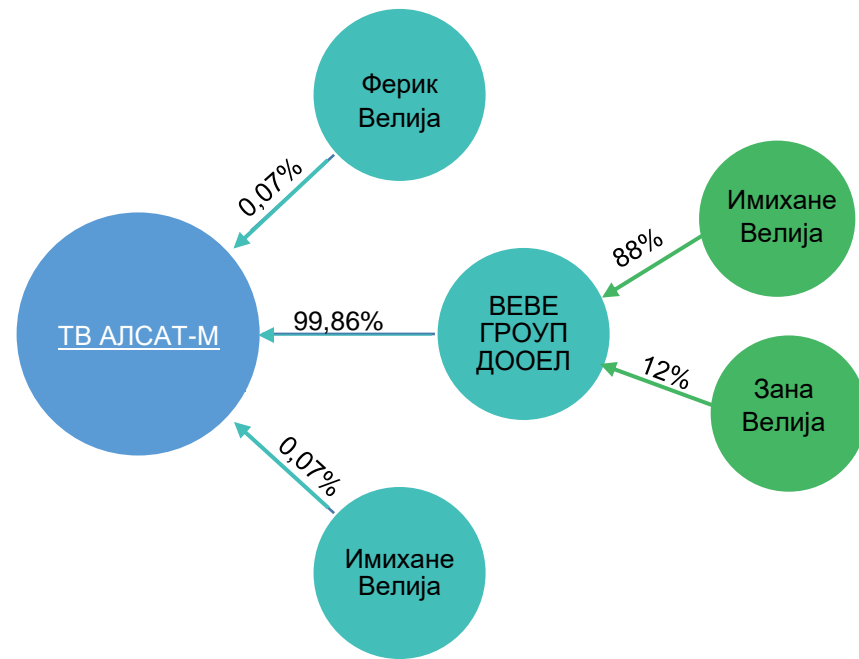 Ферик
Велија
0,07%
Имихане
Велија
88%
ТВ АЛСАТ-М
99,86%
ВЕВЕ
ГРОУП
ДООЕЛ
12%
Зана
Велија
0,07%
Имихане
Велија